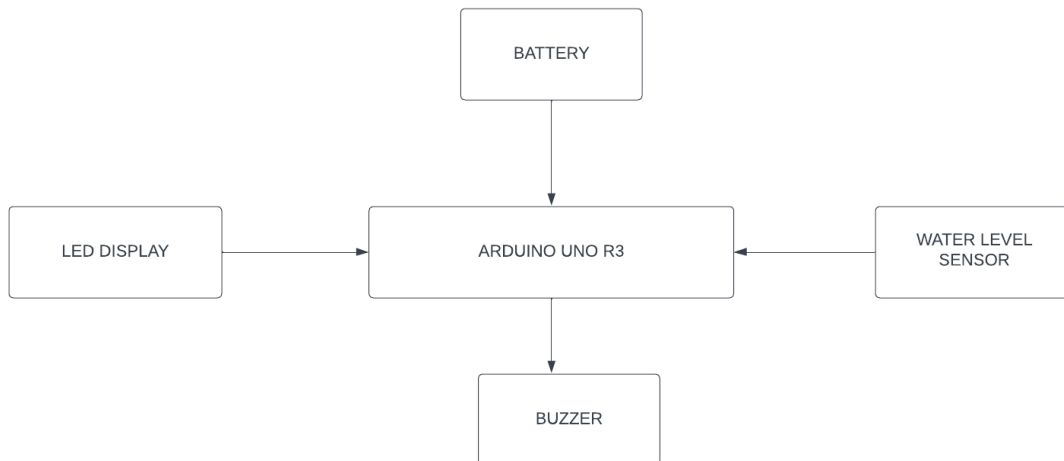 BATTERY
LED DISPLAY
ARDUINO UNO R3
WATER LEVEL
SENSOR
BUZZER